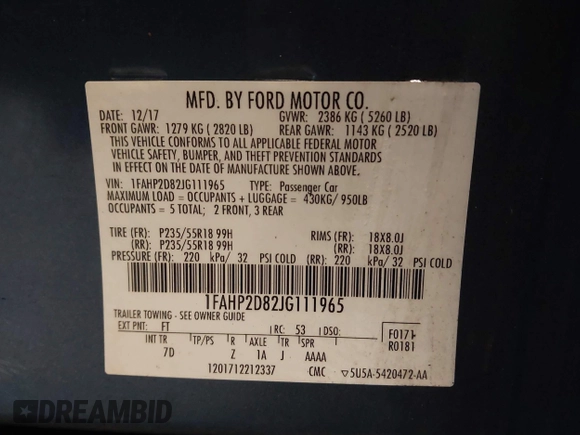 MFD. BY FORD MOTOR CO.
DATE: 12/17 GVWR: 2386 KG ( 5260 LB)
FRONT GAWR: 1279 KG ( 2820 LB) REAR GAWR: 1143 KG ( 2520 LB)
THIS VEHICLE CONFORMS TO ALL APPLICABLE FEDERAL MOTOR
VEHICLE SAFETY, BUMPER, AND THEFT PREVENTION STANDARDS
IN EFFECT ON THE DATE OF MANUFACTURE SHOWN ABOVE.
VIN: 1FAHP2D82JG111965 TYPE: Passenger Car
MAXIMUM LOAD = OCCUPANTS + LUGGAGE = 430KG/ 950LB
OCCUPANTS = 5 TOTAL; 2 FRONT, 3 REAR
TIRE (FR): P235/55R18 99H RIMS (FR): 18X8.0J
(RR): P235/55R18 99H (RR): 18X8.0J
PRESSURE (FR): 220 kPa/ 32 PSI COLD (RR): 220 kPa/ 32 PSI COLD
1FAHP2D82JG111965
TRAILER TOWING - SEE OWNER GUIDE
EXT PNT: FT RC: 53 DSO:
F0171
R0181
INT TR TP/PS R AXLE TR SPR
7D Z 1A J AAAA
1201712212337 CMC ▽5U5A-5420472-AA
DREAMBID